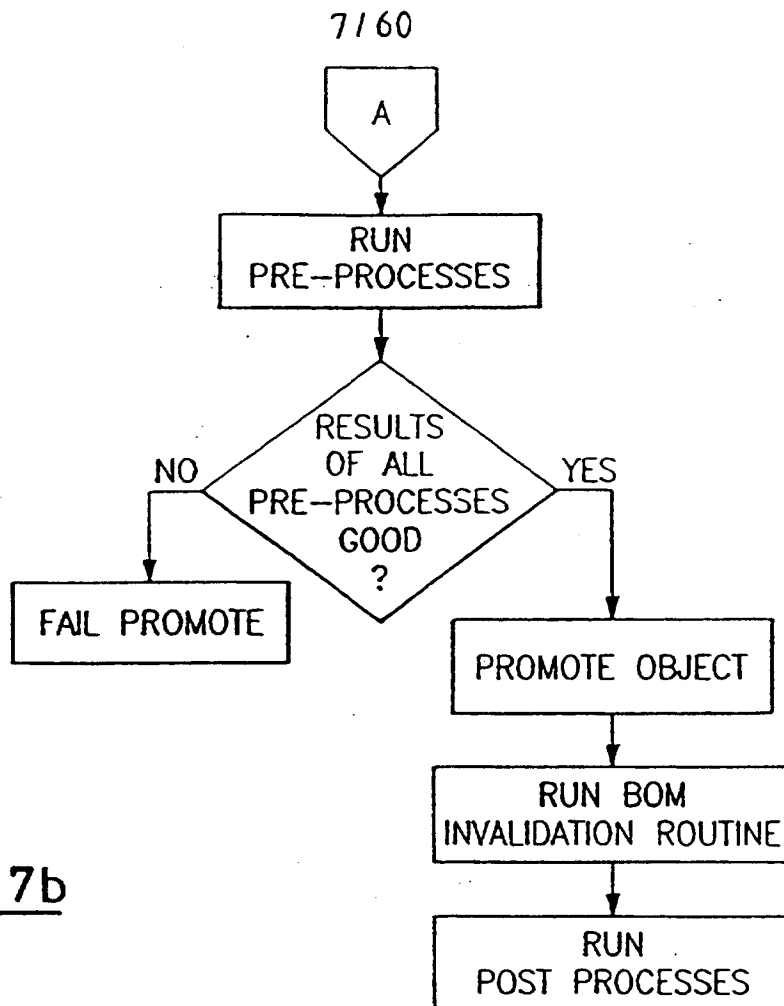 7/60
A
RUN
PRE-PROCESSES
RESULTS
OF ALL
PRE-PROCESSES
GOOD
?
NO
YES
FAIL PROMOTE
PROMOTE OBJECT
RUN BOM
INVALIDATION ROUTINE
7b
RUN
POST PROCESSES